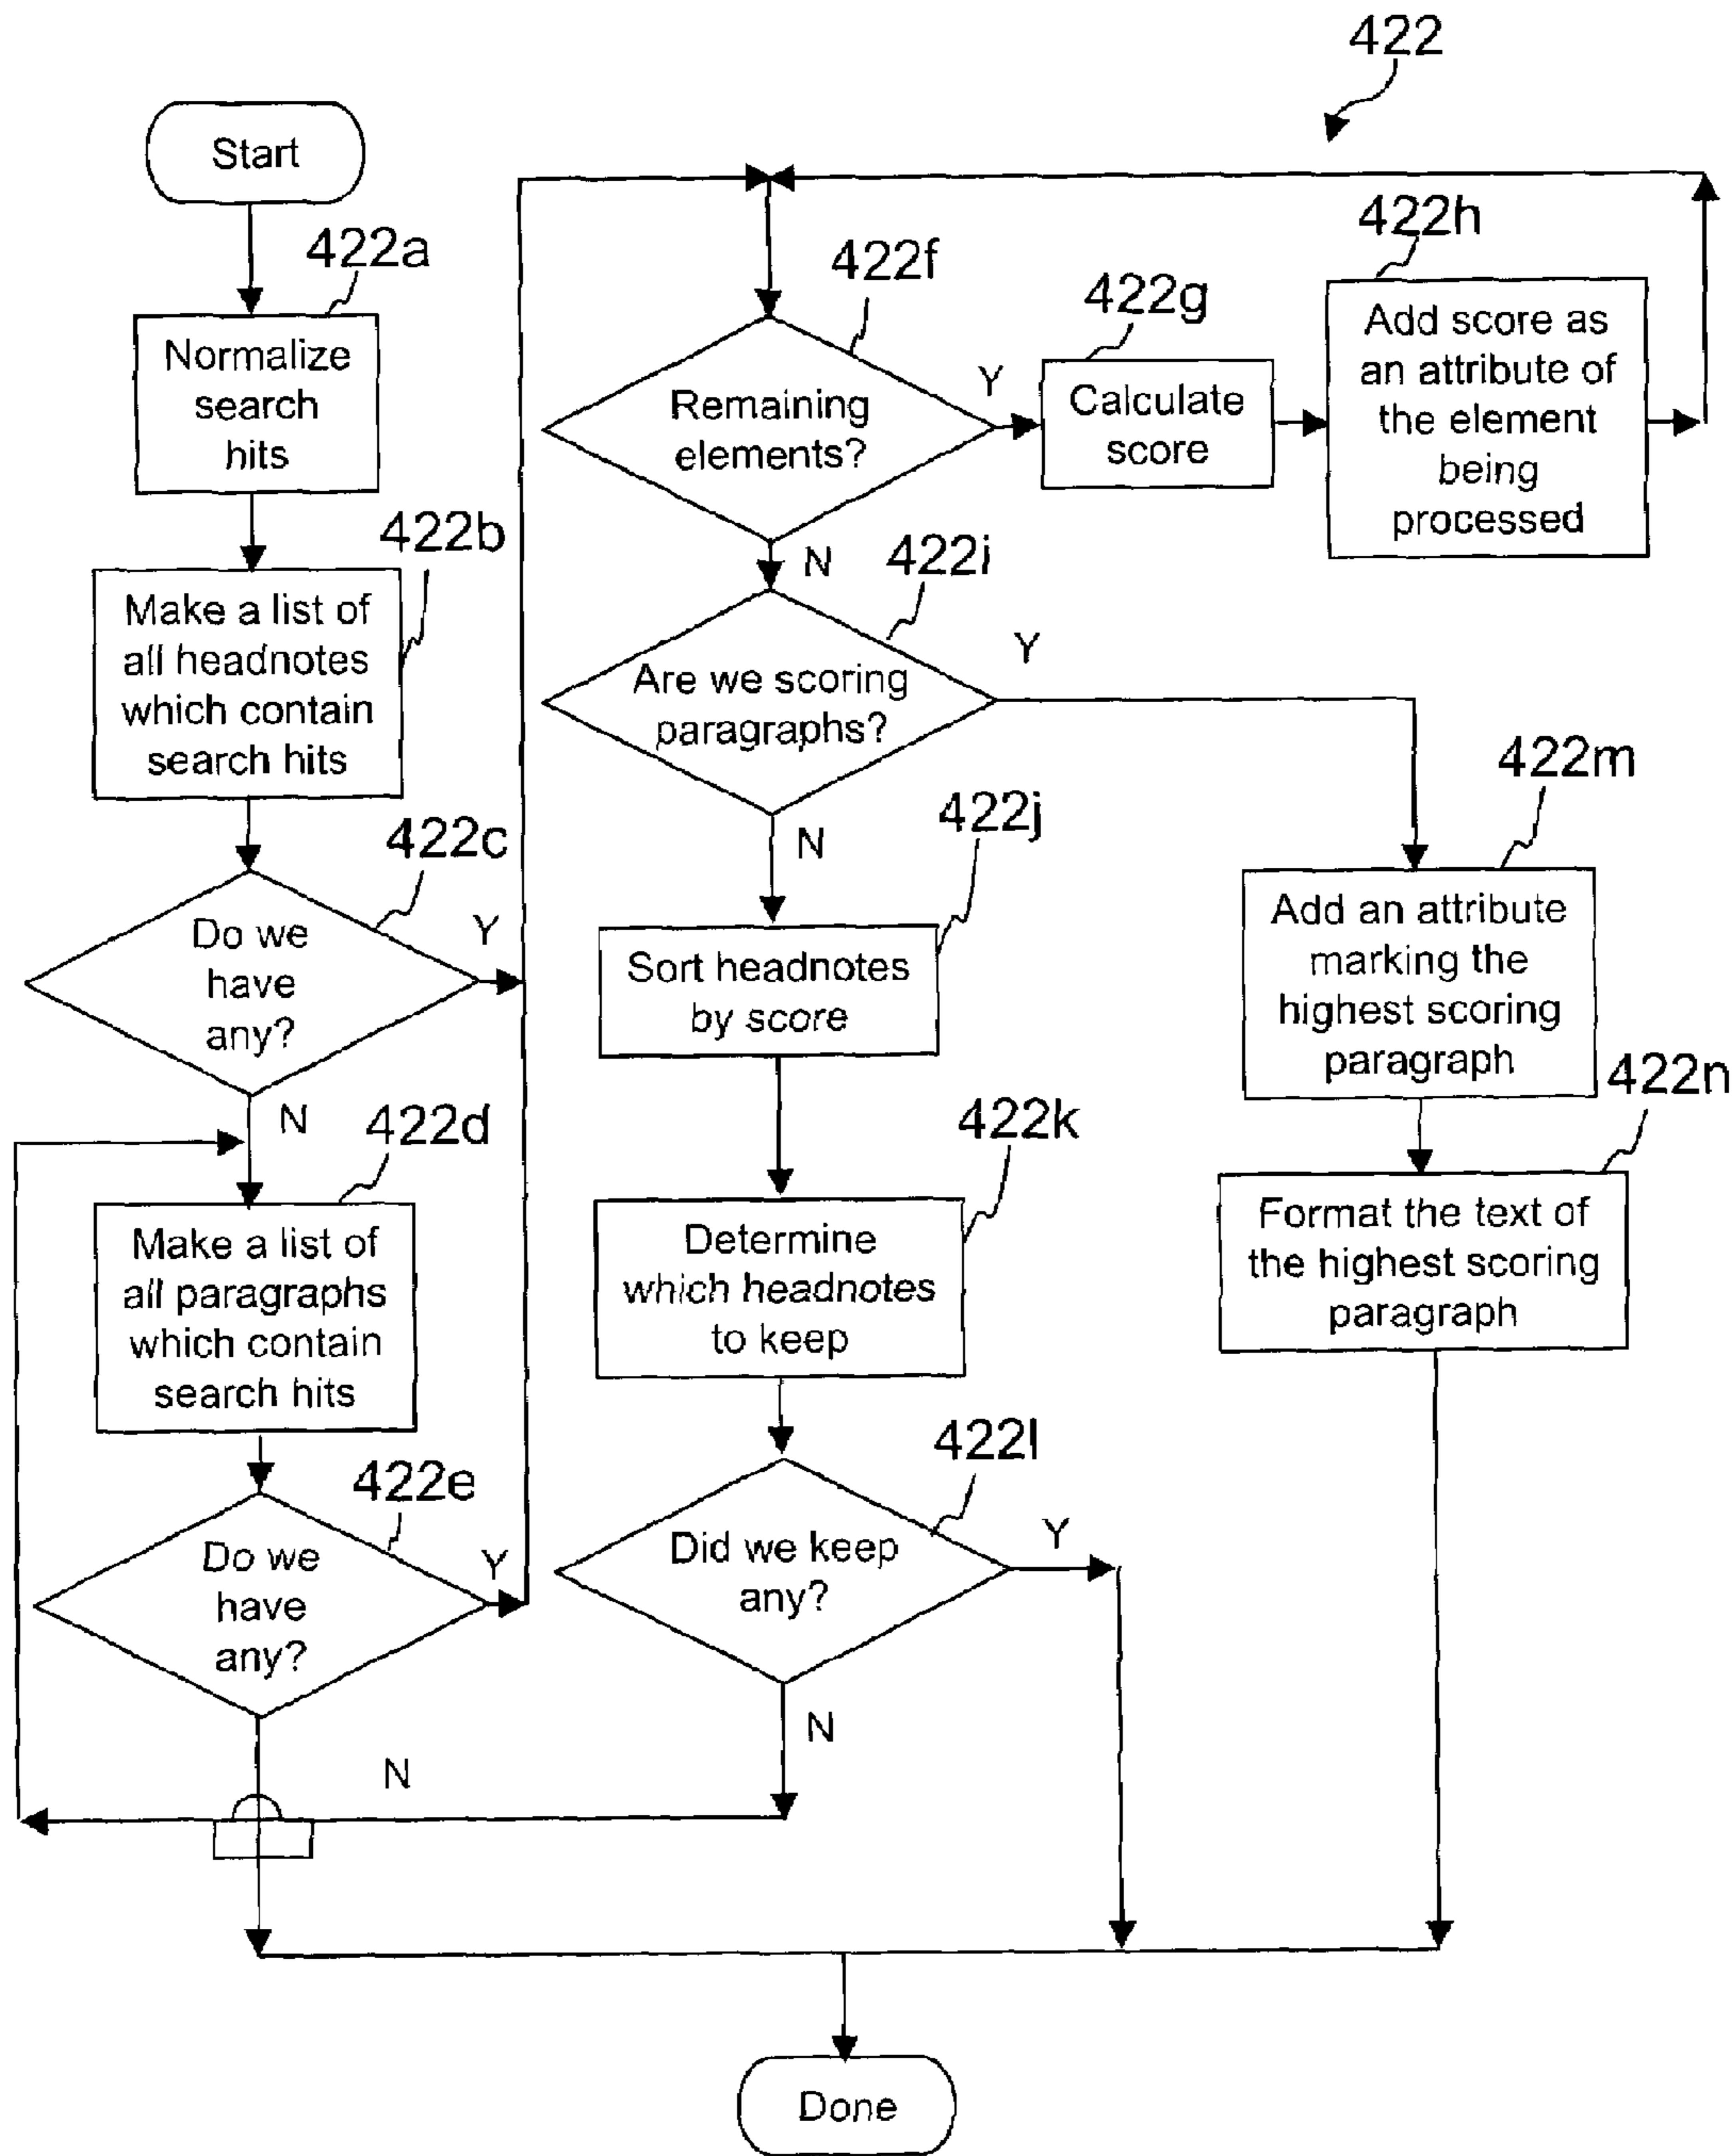 422
Start
422a
Normalize
search
hits
422b
Make a list of
all headnotes
which contain
search hits
422c
Do we
have
any?
Y
N
422d
Make a list of
all paragraphs
which contain
search hits
422e
Do we
have
any?
Y
N
422f
Remaining
elements?
Y
N
422g
Calculate
score
422h
Add score as
an attribute of
the element
being
processed
422i
Are we scoring
paragraphs?
Y
N
422j
Sort headnotes
by score
422k
Determine
which headnotes
to keep
422l
Did we keep
any?
Y
N
422m
Add an attribute
marking the
highest scoring
paragraph
422n
Format the text of
the highest scoring
paragraph
Done